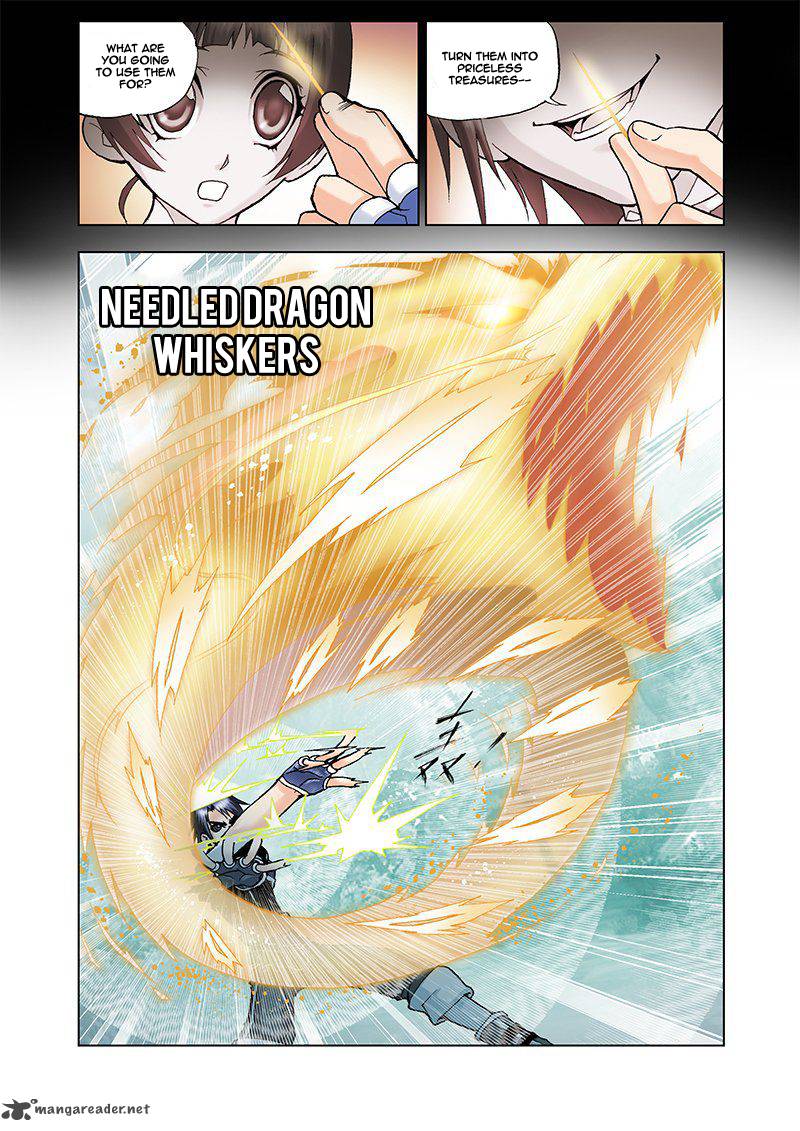 WHAT ARE
YOU GOING
TO USE THEM
FOR?
TURN THEM INTO
PRICELESS
TREASURES--
NEEDLED DRAGON
WHISKERS
mangareader.net